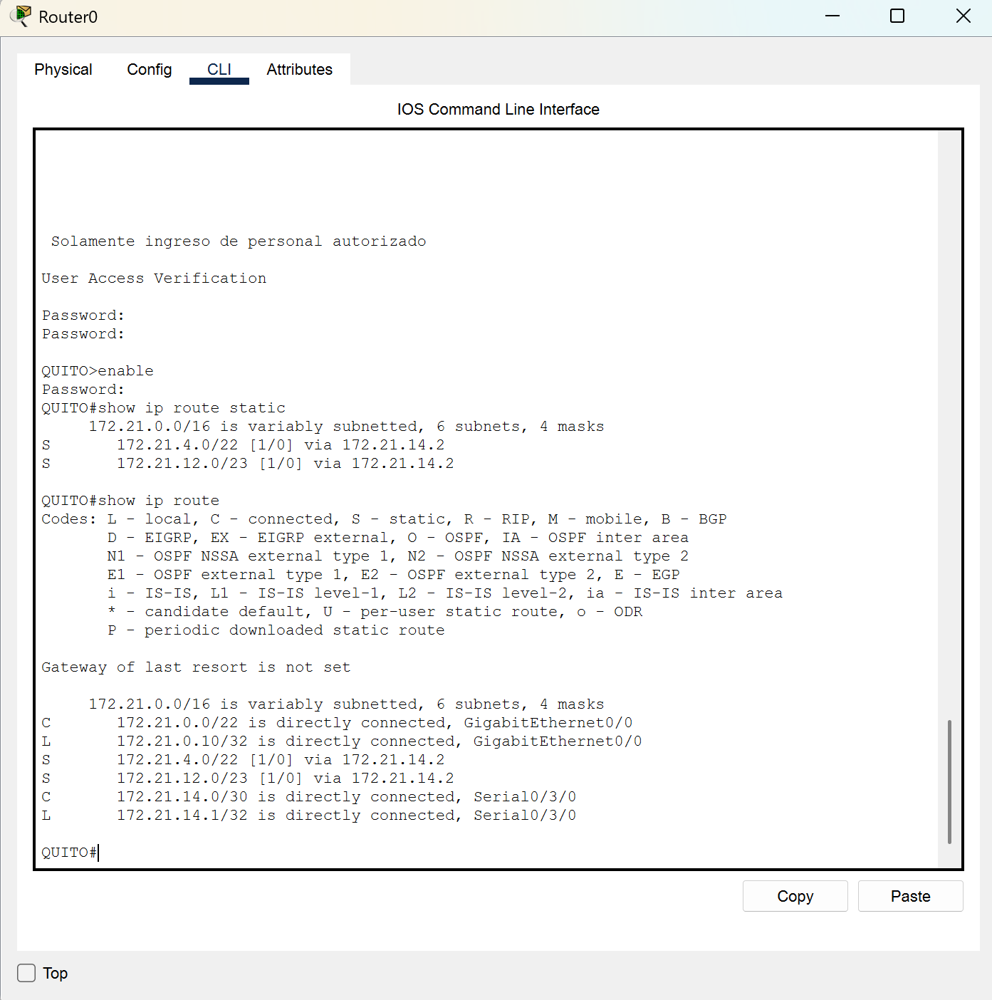 Router0
Physical Config CLI Attributes
IOS Command Line Interface
Solamente ingreso de personal autorizado
User Access Verification
Password:
Password:
QUITO>enable
Password:
QUITO#show ip route static
172.21.0.0/16 is variably subnetted, 6 subnets, 4 masks
S 172.21.4.0/22 [1/0] via 172.21.14.2
S 172.21.12.0/23 [1/0] via 172.21.14.2
QUITO#show ip route
Codes: L - local, C - connected, S - static, R - RIP, M - mobile, B - BGP
D - EIGRP, EX - EIGRP external, O - OSPF, IA - OSPF inter area
N1 - OSPF NSSA external type 1, N2 - OSPF NSSA external type 2
E1 - OSPF external type 1, E2 - OSPF external type 2, E - EGP
i - IS-IS, L1 - IS-IS level-1, L2 - IS-IS level-2, ia - IS-IS inter area
* - candidate default, U - per-user static route, o - ODR
P - periodic downloaded static route
Gateway of last resort is not set
172.21.0.0/16 is variably subnetted, 6 subnets, 4 masks
C 172.21.0.0/22 is directly connected, GigabitEthernet0/0
L 172.21.0.10/32 is directly connected, GigabitEthernet0/0
S 172.21.4.0/22 [1/0] via 172.21.14.2
S 172.21.12.0/23 [1/0] via 172.21.14.2
C 172.21.14.0/30 is directly connected, Serial0/3/0
L 172.21.14.1/32 is directly connected, Serial0/3/0
QUITO#
Copy Paste
Top